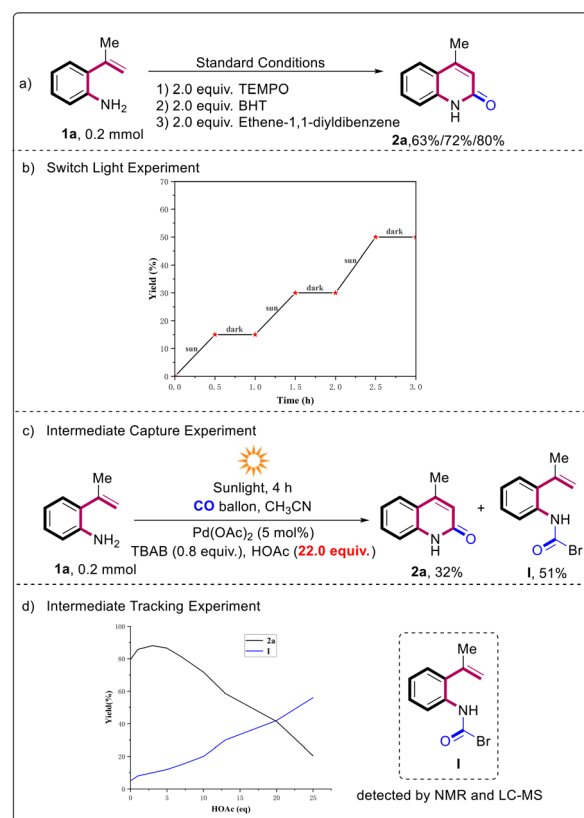 a)
Me
NH2
1a, 0.2 mmol
Standard Conditions
1) 2.0 equiv. TEMPO
2) 2.0 equiv. BHT
3) 2.0 equiv. Ethene-1,1-diyldibenzene
Me
N
H
O
2a,63%/72%/80%
b) Switch Light Experiment
Yield (%)
70
60
50
40
30
20
10
0
sun
dark
sun
dark
sun
dark
0.0 0.5 1.0 1.5 2.0 2.5 3.0
Time (h)
c) Intermediate Capture Experiment
Me
NH2
1a, 0.2 mmol
Sunlight, 4 h
CO ballon, CH3CN
Pd(OAc)2 (5 mol%)
TBAB (0.8 equiv.), HOAc (22.0 equiv.)
Me
N
H
O
2a, 32%
+
Me
NH
O
Br
I, 51%
d) Intermediate Tracking Experiment
Yield(%)
100
80
60
40
20
0
2a
I
0 5 10 15 20 25 30
HOAc (eq)
Me
NH
O
Br
I
detected by NMR and LC-MS